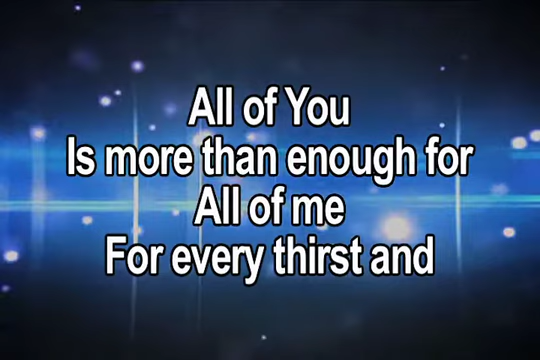 All of You
Is more than enough for
All of me
For every thirst and